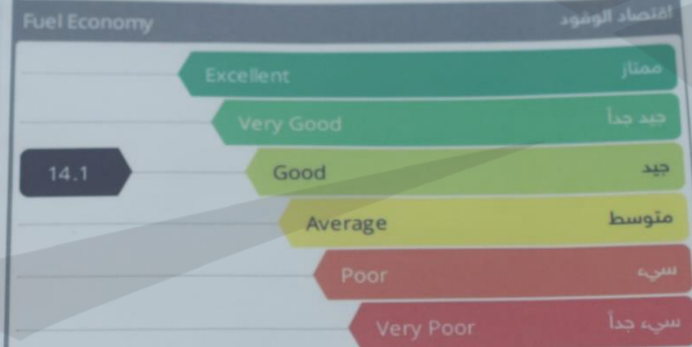 Fuel Economy اقتصاد الوقود
Excellent ممتاز
Very Good جيد جداً
14.1 Good جيد
Average متوسط
Poor سيء
Very Poor سيء جداً